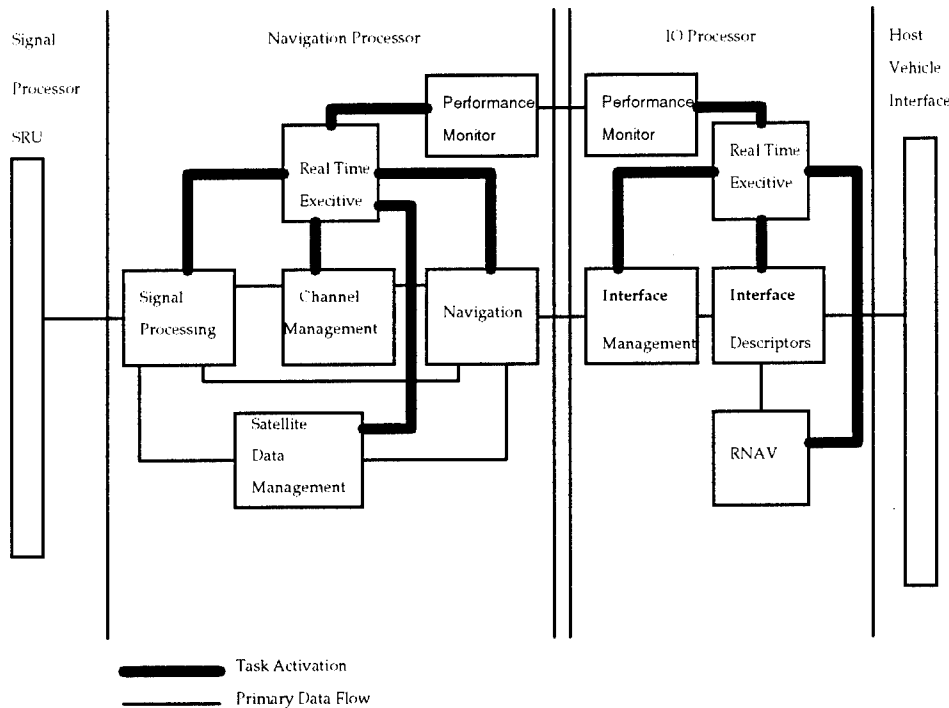 Signal
Processor
SRU
Navigation Processor
IO Processor
Host
Vehicle
Interface
Performance
Monitor
Performance
Monitor
Real Time
Execitive
Real Time
Execitive
Signal
Processing
Channel
Management
Navigation
Interface
Management
Interface
Descriptors
Satellite
Data
Management
RNAV
Task Activation
Primary Data Flow